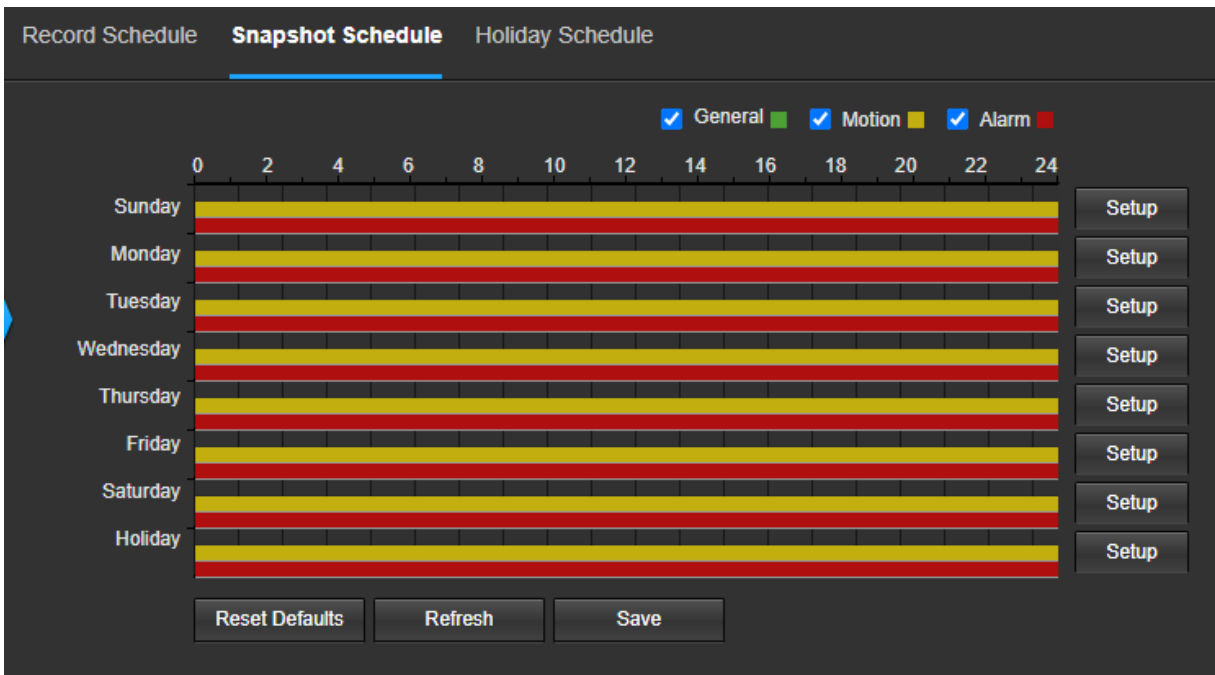 Record Schedule Snapshot Schedule Holiday Schedule
General Motion Alarm
0 2 4 6 8 10 12 14 16 18 20 22 24
Sunday Setup
Monday Setup
Tuesday Setup
Wednesday Setup
Thursday Setup
Friday Setup
Saturday Setup
Holiday Setup
Reset Defaults Refresh Save